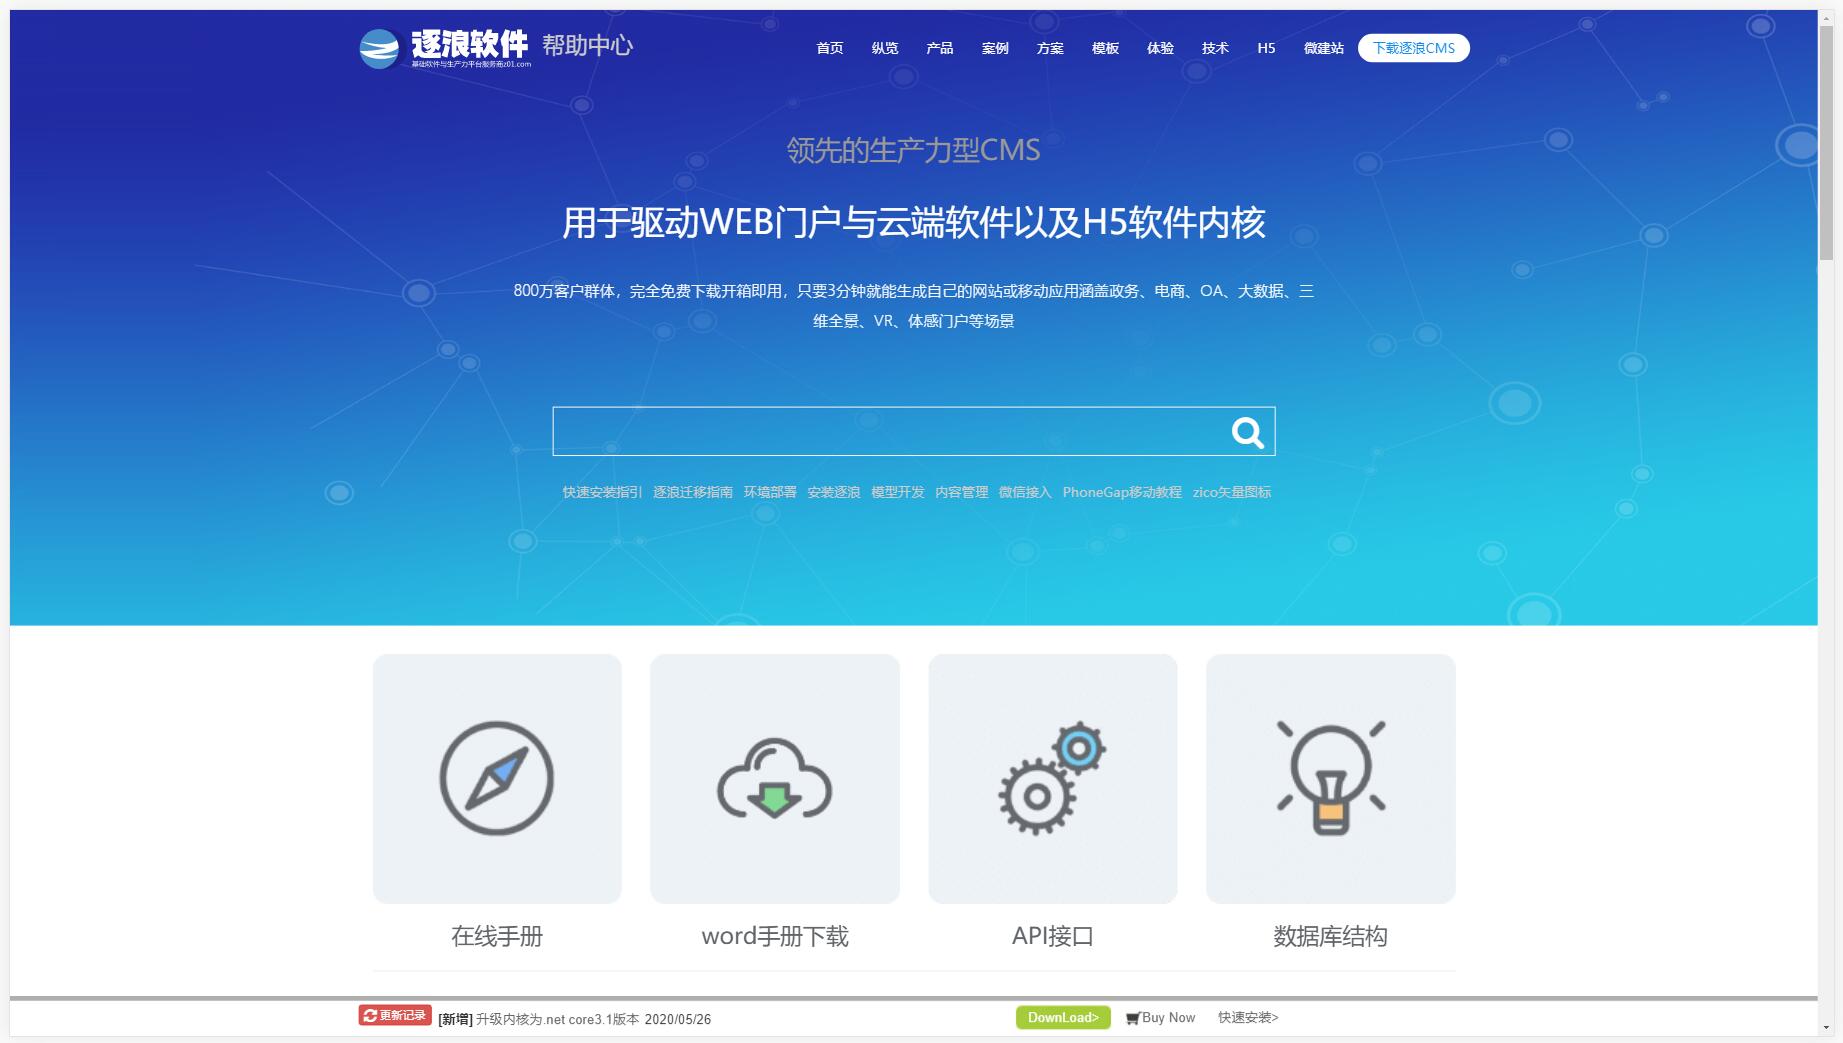 逐浪软件
基础软件与生产力平台服务商z01.com
帮助中心
首页 纵览 产品 案例 方案 模板 体验 技术 H5 微建站 下载逐浪CMS
领先的生产力型CMS
用于驱动WEB门户与云端软件以及H5软件内核
800万客户群体，完全免费下载开箱即用，只要3分钟就能生成自己的网站或移动应用涵盖政务、电商、OA、大数据、三
维全景、VR、体感门户等场景
快速安装指引 逐浪迁移指南 环境部署 安装逐浪 模型开发 内容管理 微信接入 PhoneGap移动教程 zico矢量图标
在线手册 word手册下载 API接口 数据库结构
更新记录 [新增] 升级内核为.net core3.1版本 2020/05/26 DownLoad> Buy Now 快速安装>